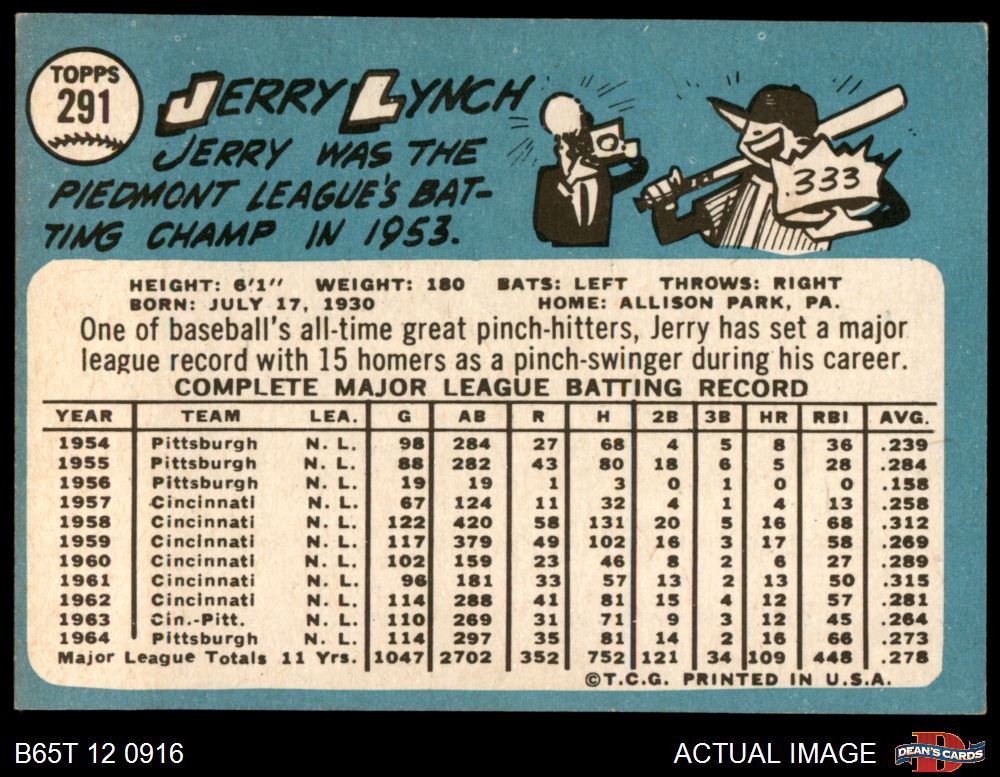 TOPPS
291
JERRY LYNCH
JERRY WAS THE
PIEDMONT LEAGUE'S BAT-
TING CHAMP IN 1953.
.333
HEIGHT: 6'1" WEIGHT: 180 BATS: LEFT THROWS: RIGHT
BORN: JULY 17, 1930 HOME: ALLISON PARK, PA.
One of baseball's all-time great pinch-hitters, Jerry has set a major
league record with 15 homers as a pinch-swinger during his career.
COMPLETE MAJOR LEAGUE BATTING RECORD
YEAR TEAM LEA. G AB R H 2B 3B HR RBI AVG.
1954 Pittsburgh N. L. 98 284 27 68 4 5 8 36 .239
1955 Pittsburgh N. L. 88 282 43 80 18 6 5 28 .284
1956 Pittsburgh N. L. 19 19 1 3 0 1 0 0 .158
1957 Cincinnati N. L. 67 124 11 32 4 1 4 13 .258
1958 Cincinnati N. L. 122 420 58 131 20 5 16 68 .312
1959 Cincinnati N. L. 117 379 49 102 16 3 17 58 .269
1960 Cincinnati N. L. 102 159 23 46 8 2 6 27 .289
1961 Cincinnati N. L. 96 181 33 57 13 2 13 50 .315
1962 Cincinnati N. L. 114 288 41 81 15 4 12 57 .281
1963 Cin.-Pitt. N. L. 110 269 31 71 9 3 12 45 .264
1964 Pittsburgh N. L. 114 297 35 81 14 2 16 66 .273
Major League Totals 11 Yrs. 1047 2702 352 752 121 34 109 448 .278
©T.C.G. PRINTED IN U.S.A.
B65T 12 0916 ACTUAL IMAGE DEAN'S CARDS